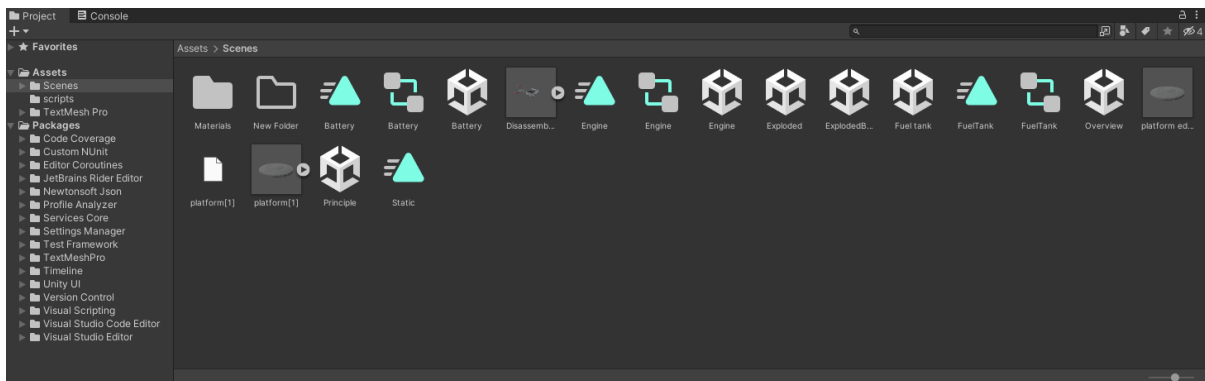 Project Console
4
Favorites
Assets
Scenes
scripts
TextMesh Pro
Packages
Code Coverage
Custom NUnit
Editor Coroutines
JetBrains Rider Editor
Newtonsoft Json
Profile Analyzer
Services Core
Settings Manager
Test Framework
TextMeshPro
Timeline
Unity UI
Version Control
Visual Scripting
Visual Studio Code Editor
Visual Studio Editor
Assets > Scenes
Materials New Folder Battery Battery Battery Disassemb... Engine Engine Engine Exploded ExplodedB... Fuel tank FuelTank FuelTank Overview platform ed...
platform[1] platform[1] Principle Static